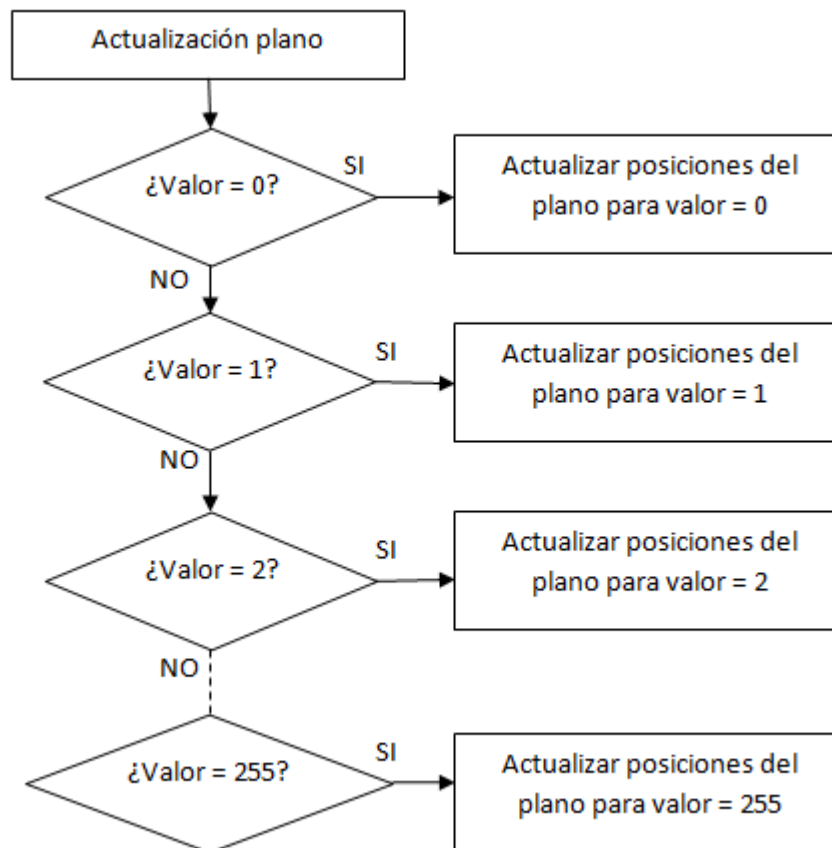 Actualización plano
¿Valor = 0?
SI
Actualizar posiciones del
plano para valor = 0
NO
¿Valor = 1?
SI
Actualizar posiciones del
plano para valor = 1
NO
¿Valor = 2?
SI
Actualizar posiciones del
plano para valor = 2
NO
¿Valor = 255?
SI
Actualizar posiciones del
plano para valor = 255